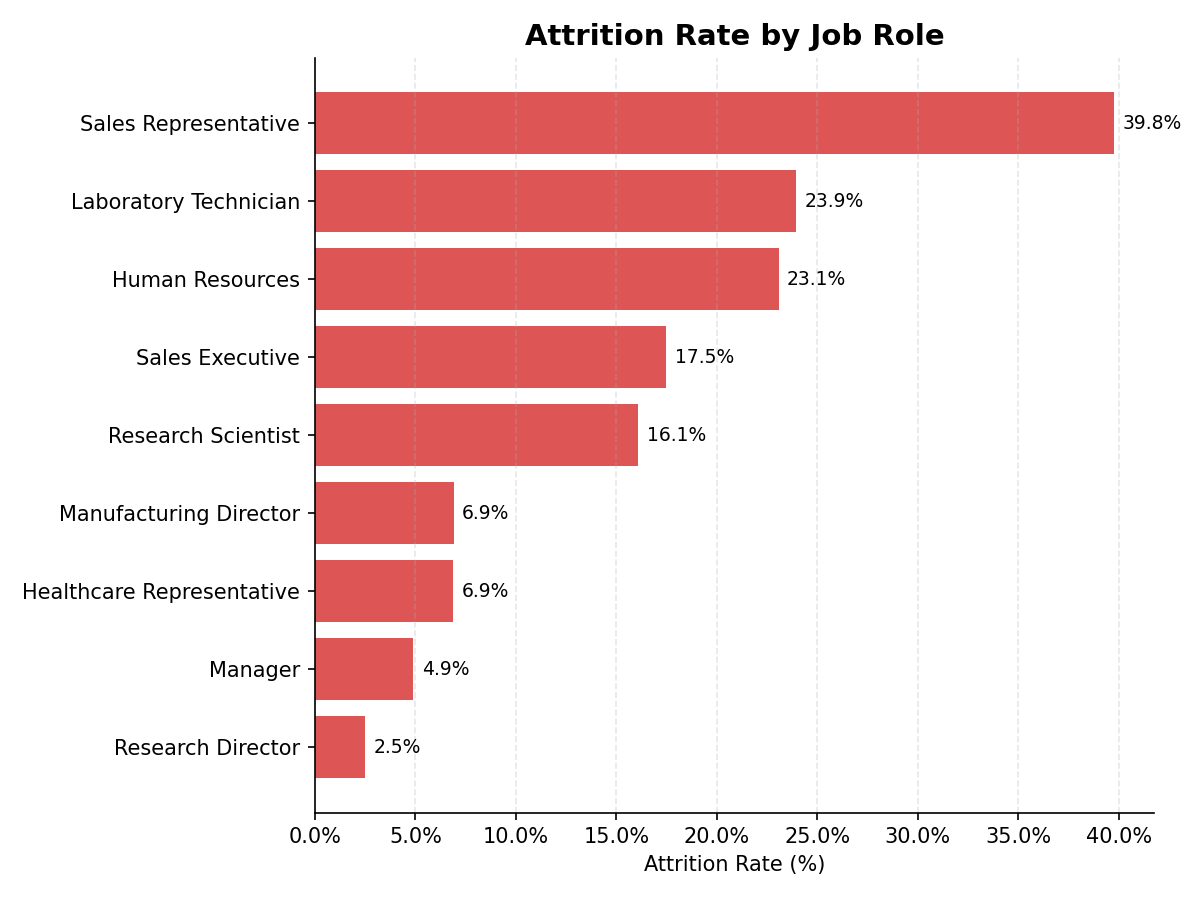 Attrition Rate by Job Role
Sales Representative 39.8%
Laboratory Technician 23.9%
Human Resources 23.1%
Sales Executive 17.5%
Research Scientist 16.1%
Manufacturing Director 6.9%
Healthcare Representative 6.9%
Manager 4.9%
Research Director 2.5%
0.0% 5.0% 10.0% 15.0% 20.0% 25.0% 30.0% 35.0% 40.0%
Attrition Rate (%)